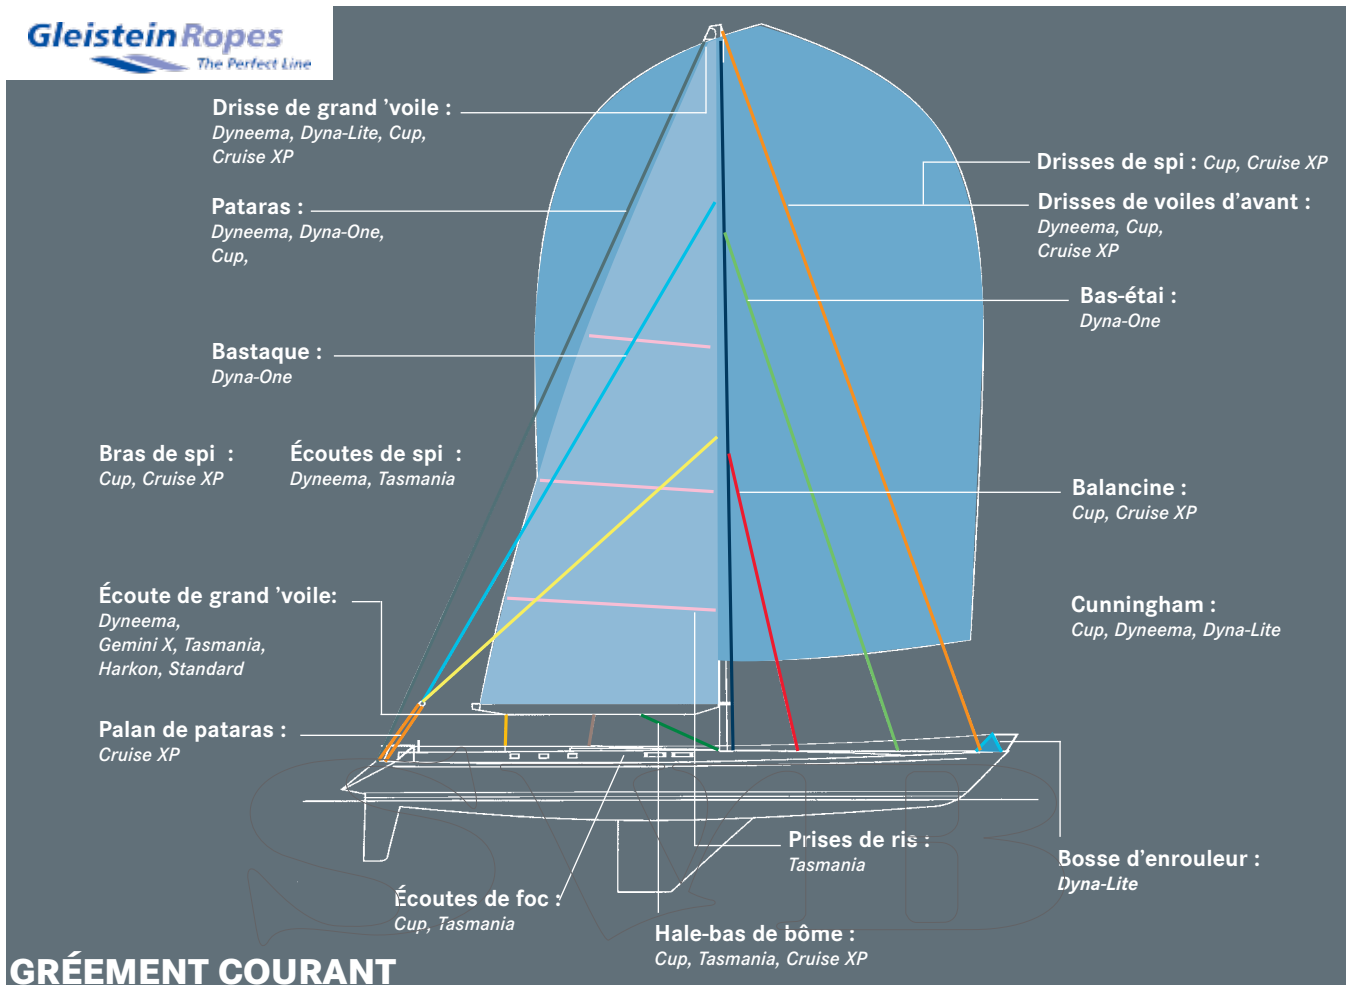 Gleistein Ropes
The Perfect Line
Drisse de grand 'voile :
Dyneema, Dyna-Lite, Cup,
Cruise XP
Pataras :
Dyneema, Dyna-One,
Cup,
Bastaque :
Dyna-One
Bras de spi :
Cup, Cruise XP
Écoutes de spi :
Dyneema, Tasmania
Écoute de grand 'voile:
Dyneema,
Gemini X, Tasmania,
Harkon, Standard
Palan de pataras :
Cruise XP
Drisses de spi : Cup, Cruise XP
Drisses de voiles d'avant :
Dyneema, Cup,
Cruise XP
Bas-étai :
Dyna-One
Balancine :
Cup, Cruise XP
Cunningham :
Cup, Dyneema, Dyna-Lite
Prises de ris :
Tasmania
Bosse d'enrouleur :
Dyna-Lite
Écoutes de foc :
Cup, Tasmania
Hale-bas de bôme :
Cup, Tasmania, Cruise XP
GRÉEMENT COURANT